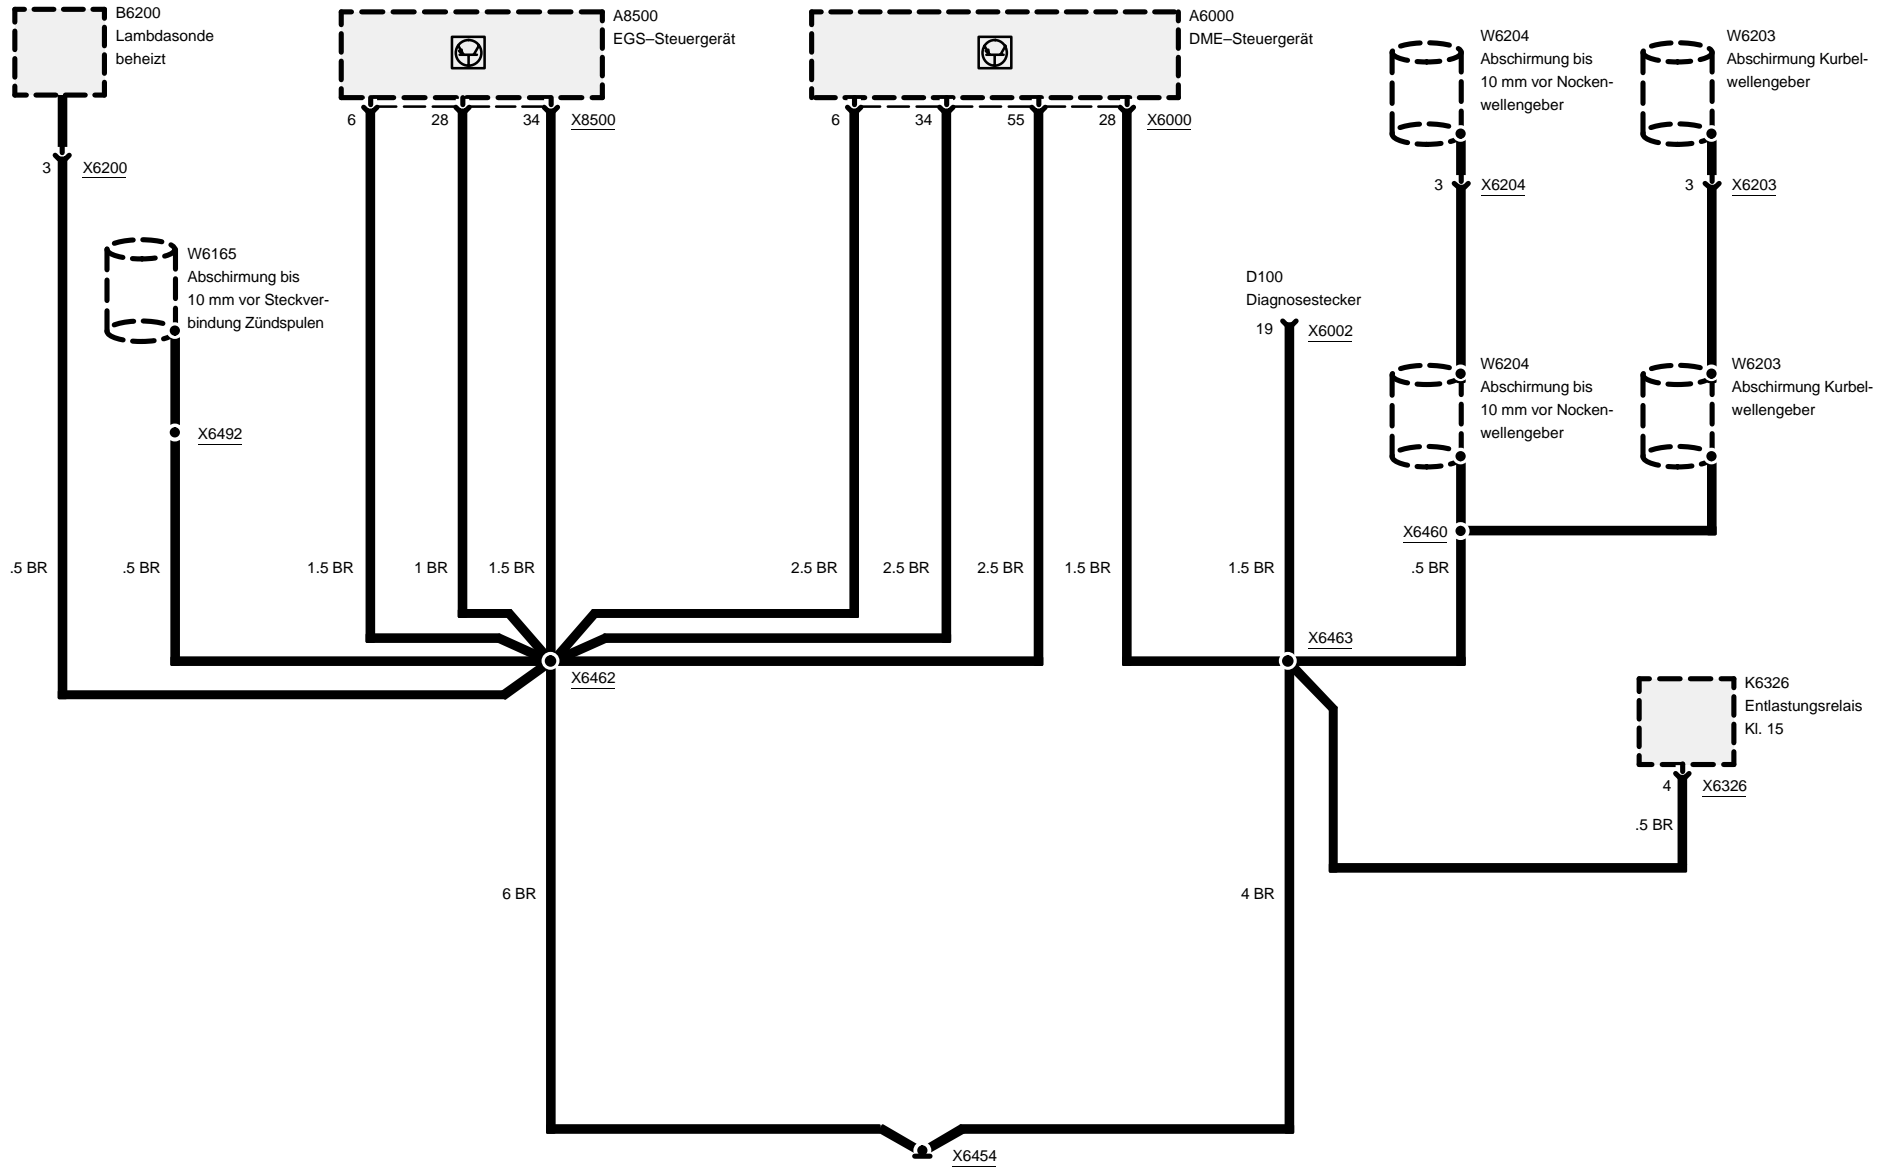 B6200
Lambdasonde
beheizt
A8500
EGS–Steuergerät
A6000
DME–Steuergerät
W6204
Abschirmung bis
10 mm vor Nocken-
wellengeber
W6203
Abschirmung Kurbel-
wellengeber
6
28
34
X8500
6
34
55
28
X6000
3
X6200
3
X6204
3
X6203
W6165
Abschirmung bis
10 mm vor Steckver-
bindung Zündspulen
D100
Diagnosestecker
19
X6002
W6204
Abschirmung bis
10 mm vor Nocken-
wellengeber
W6203
Abschirmung Kurbel-
wellengeber
X6492
X6460
.5 BR
.5 BR
1.5 BR
1 BR
1.5 BR
2.5 BR
2.5 BR
2.5 BR
1.5 BR
1.5 BR
.5 BR
X6463
X6462
K6326
Entlastungsrelais
Kl. 15
4
X6326
.5 BR
6 BR
4 BR
X6454